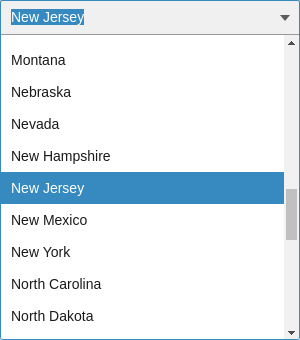 New Jersey
Montana
Nebraska
Nevada
New Hampshire
New Jersey
New Mexico
New York
North Carolina
North Dakota